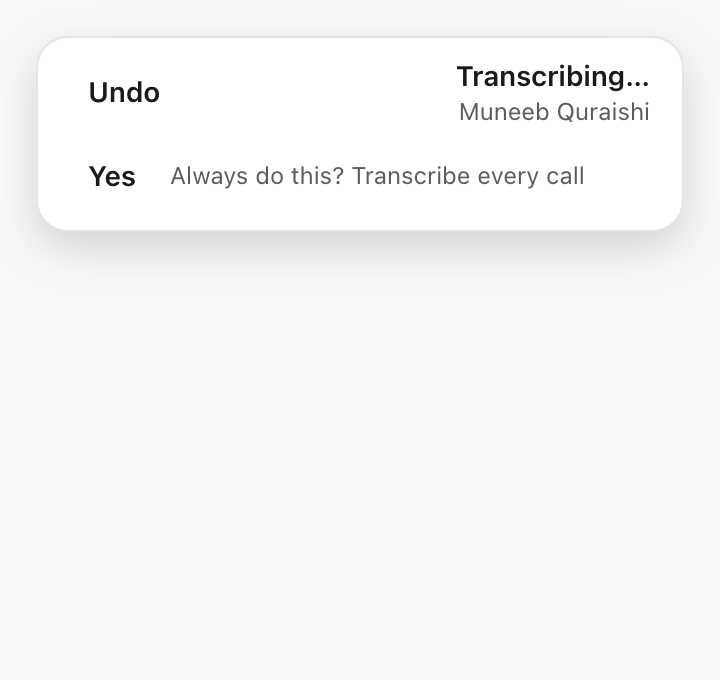 Undo
Transcribing...
Muneeb Quraishi
Yes
Always do this? Transcribe every call